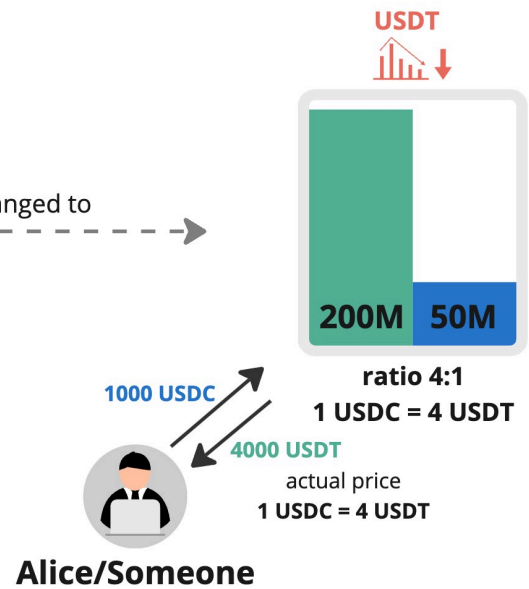 USDT
anged to
200M 50M
ratio 4:1
1 USDC = 4 USDT
1000 USDC
4000 USDT
actual price
1 USDC = 4 USDT
Alice/Someone